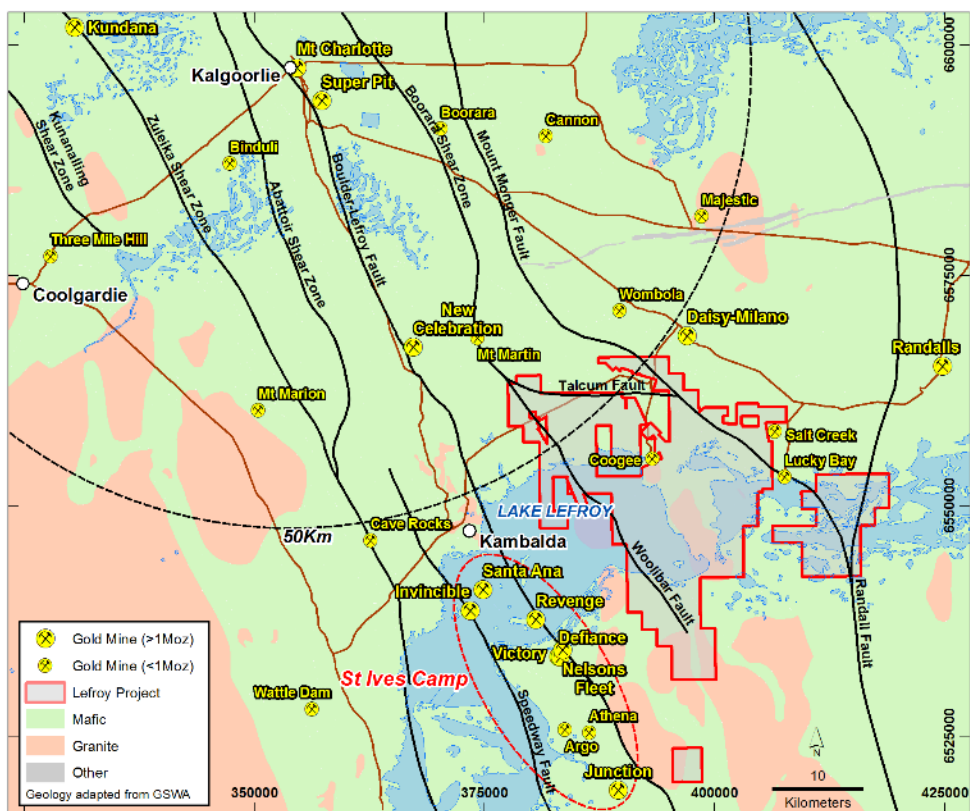 Kundana
Mt Charlotte
Kalgoorlie
Super Pit
Boorara
Cannon
6600000
Kunanalling
Shear Zone
Zuleika Shear Zone
Binduli
Abattoir Shear Zone
Boulder-Lefroy Fault
Boorara Shear Zone
Mount Monger Fault
Majestic
Three Mile Hill
Coolgardie
6575000
New
Celebration
Mt Martin
Wombola
Daisy-Milano
Randalls
Mt Marion
Talcum Fault
Salt Creek
Coogee
Lucky Bay
50Km
Cave Rocks
LAKE LEFROY
Kambalda
6550000
Santa Ana
Invincible
Revenge
Woolibar Fault
Randall Fault
Defiance
Victory
Nelsons
Fleet
St Ives Camp
Wattle Dam
Speedway Fault
Athena
Argo
Junction
6525000
Gold Mine (>1Moz)
Gold Mine (<1Moz)
Lefroy Project
Mafic
Granite
Other
Geology adapted from GSWA
N
10
Kilometers
350000
375000
400000
425000